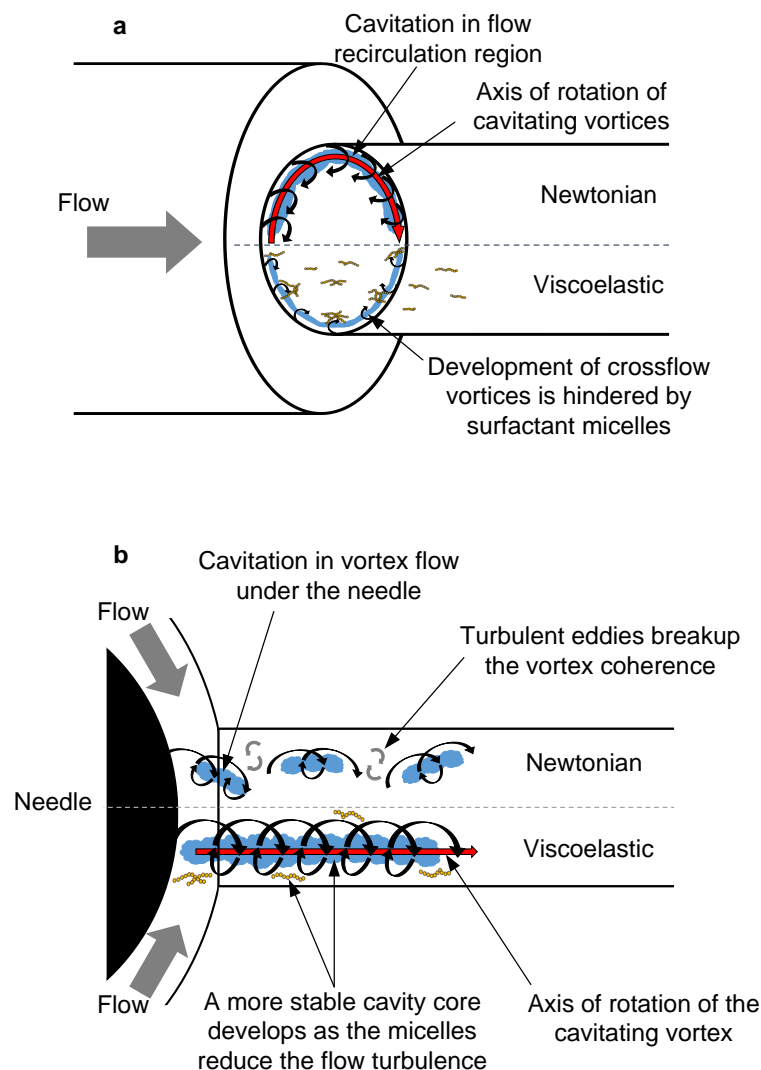 a
Cavitation in flow
recirculation region
Axis of rotation of
cavitating vortices
Flow
Newtonian
Viscoelastic
Development of crossflow
vortices is hindered by
surfactant micelles
b
Cavitation in vortex flow
under the needle
Flow
Turbulent eddies breakup
the vortex coherence
Newtonian
Needle
Viscoelastic
Flow
A more stable cavity core
develops as the micelles
reduce the flow turbulence
Axis of rotation of the
cavitating vortex